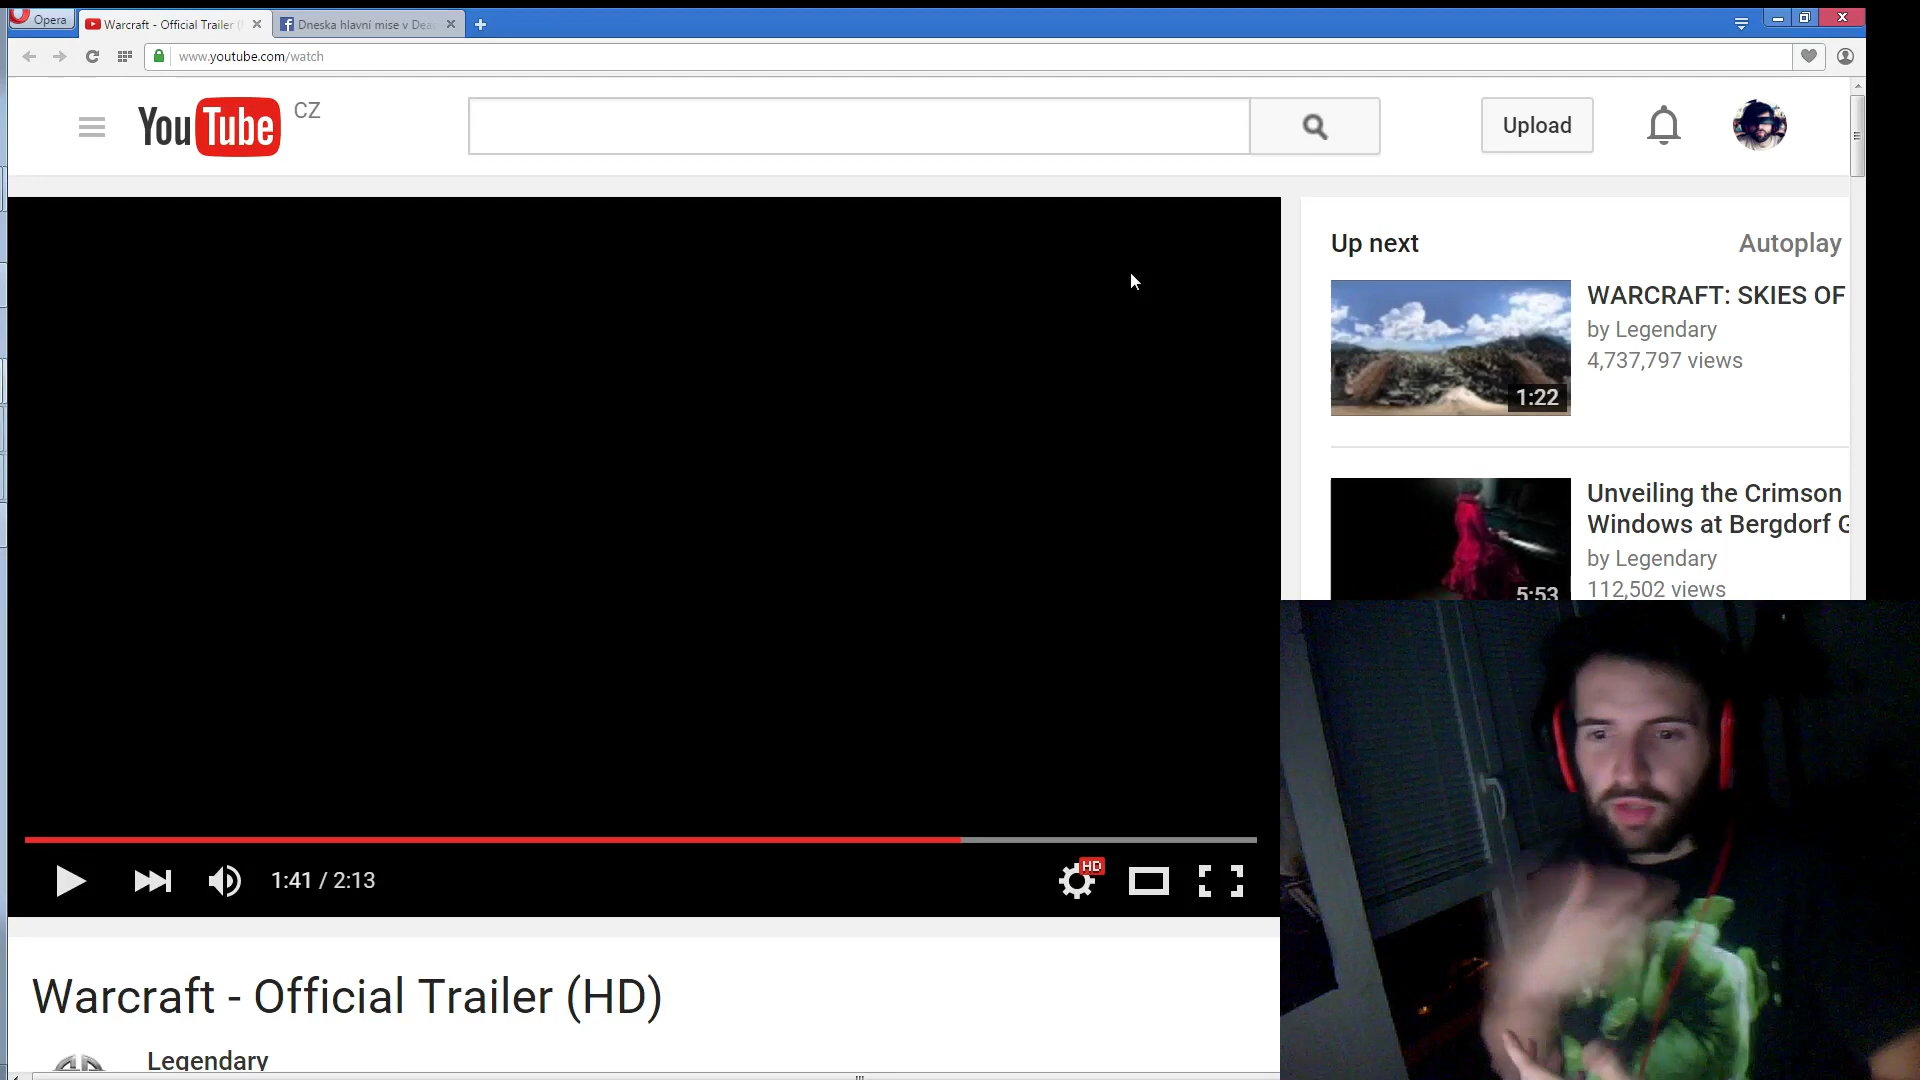 Opera
Warcraft - Official Trailer (
Dneska hlavní mise v Dea
www.youtube.com/watch
YouTube CZ
Upload
Up next
Autoplay
WARCRAFT: SKIES OF
by Legendary
4,737,797 views
1:22
Unveiling the Crimson
Windows at Bergdorf G
by Legendary
112,502 views
5:53
1:41 / 2:13
HD
Warcraft - Official Trailer (HD)
Legendary